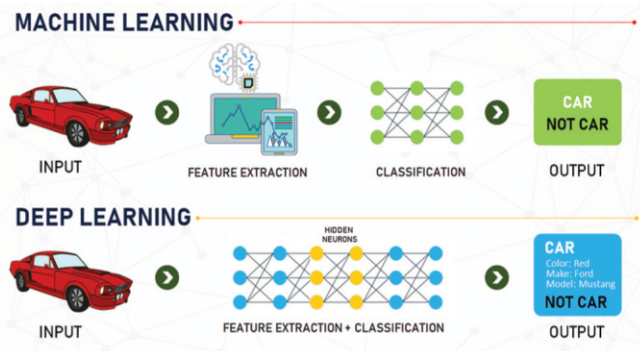 MACHINE LEARNING
INPUT
FEATURE EXTRACTION
CLASSIFICATION
CAR
NOT CAR
OUTPUT
DEEP LEARNING
INPUT
HIDDEN
NEURONS
FEATURE EXTRACTION + CLASSIFICATION
CAR
Color: Red
Make: Ford
Model: Mustang
NOT CAR
OUTPUT